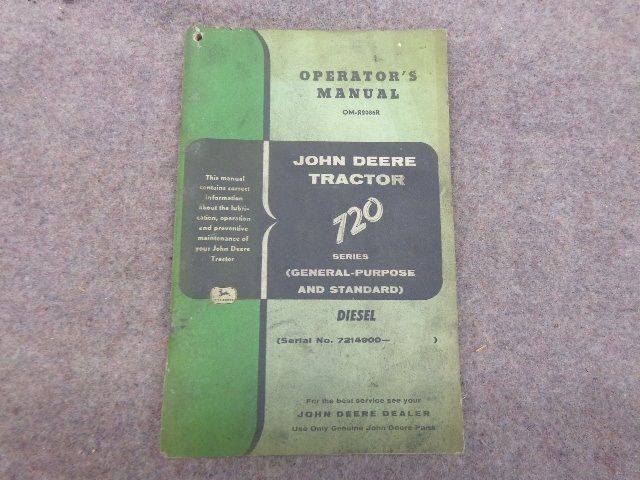 OPERATOR'S
MANUAL
OM-R2086R
This manual
contains correct
information
about the lubri-
cation, operation
and preventive
maintenance of
your John Deere
Tractor
JOHN DEERE
TRACTOR
720
SERIES
(GENERAL-PURPOSE
AND STANDARD)
DIESEL
(Serial No. 7214900— )
For the best service see your
JOHN DEERE DEALER
Use Only Genuine John Deere Parts